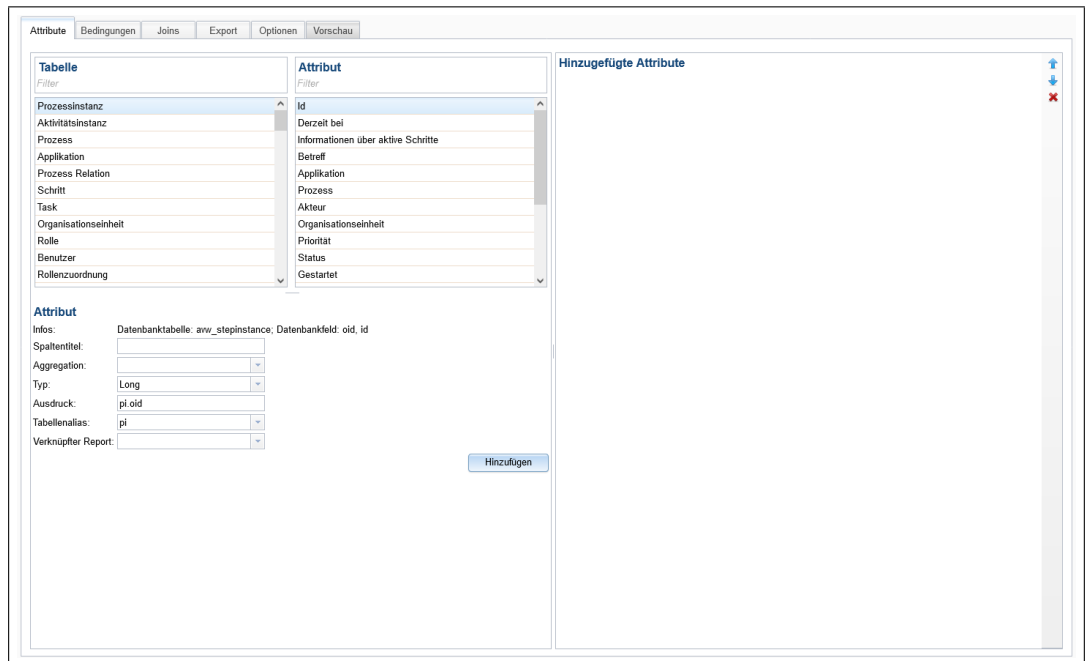 Attribute Bedingungen Joins Export Optionen Vorschau
Tabelle
Filter
Prozessinstanz
Aktivitätsinstanz
Prozess
Applikation
Prozess Relation
Schritt
Task
Organisationseinheit
Rolle
Benutzer
Rollenzuordnung
Attribut
Filter
Id
Derzeit bei
Informationen über aktive Schritte
Betreff
Applikation
Prozess
Akteur
Organisationseinheit
Priorität
Status
Gestartet
Attribut
Infos: Datenbanktabelle: avw_stepinstance; Datenbankfeld: oid, id
Spaltentitel:
Aggregation:
Typ: Long
Ausdruck: pi.oid
Tabellenalias: pi
Verknüpfter Report:
Hinzufügen
Hinzugefügte Attribute